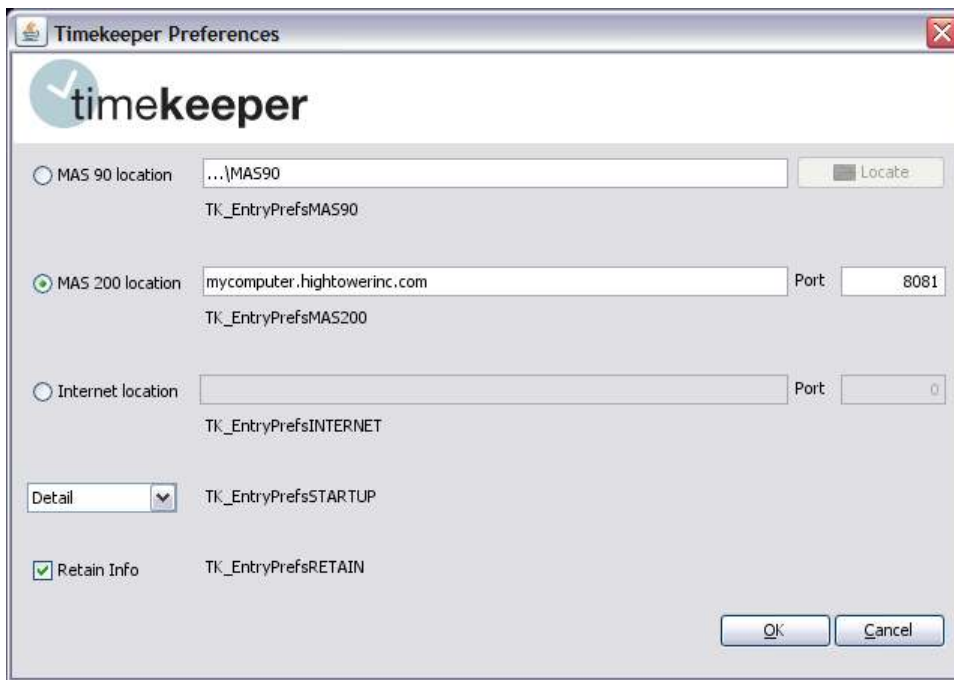 Timekeeper Preferences
timekeeper
MAS 90 location ...\MAS90 Locate
TK_EntryPrefsMAS90
MAS 200 location mycomputer.hightowerinc.com Port 8081
TK_EntryPrefsMAS200
Internet location Port 0
TK_EntryPrefsINTERNET
Detail TK_EntryPrefsSTARTUP
Retain Info TK_EntryPrefsRETAIN
OK Cancel